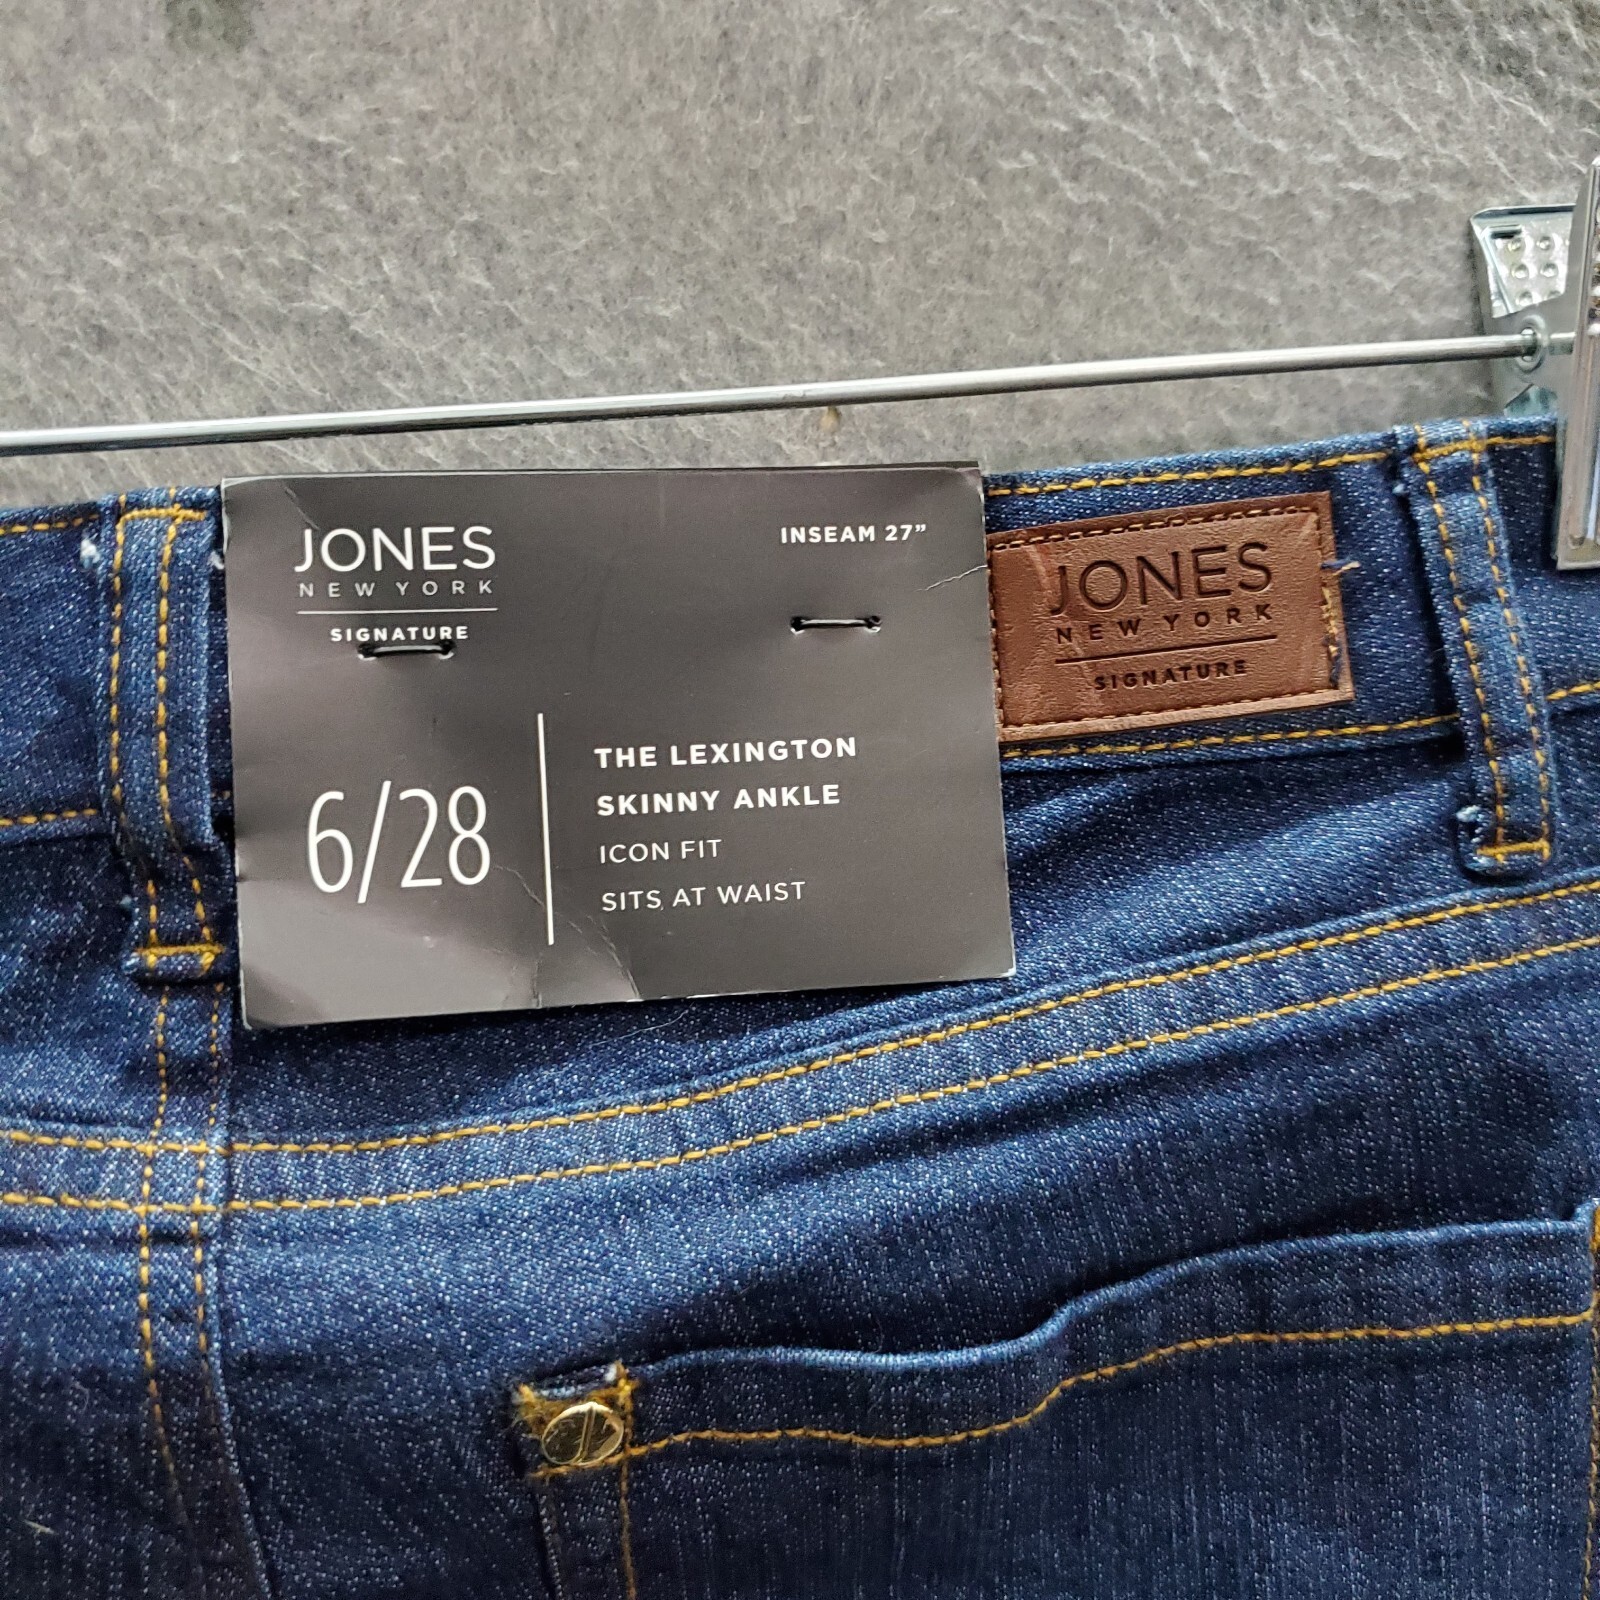 JONES
NEW YORK
SIGNATURE
INSEAM 27”
6/28
THE LEXINGTON
SKINNY ANKLE
ICON FIT
SITS AT WAIST
JONES
NEW YORK
SIGNATURE